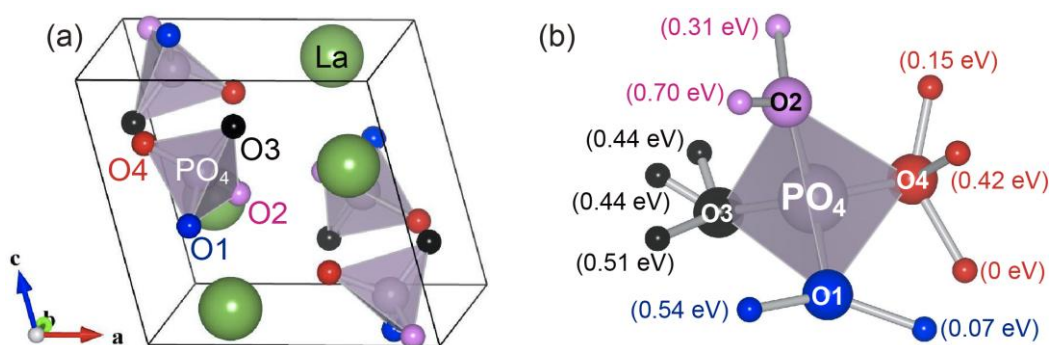 (a)
La
O3
O4
PO4
O2
O1
c
b
a
(b)
(0.31 eV)
(0.15 eV)
(0.70 eV)
O2
(0.44 eV)
O4
(0.42 eV)
PO4
(0.44 eV)
O3
(0.51 eV)
(0 eV)
O1
(0.54 eV)
(0.07 eV)